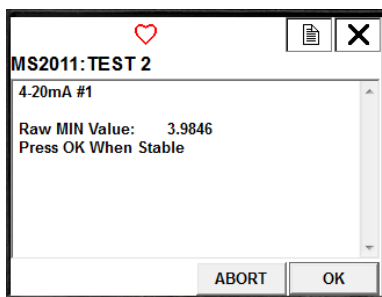 MS2011:TEST 2
4-20mA #1
Raw MIN Value: 3.9846
Press OK When Stable
ABORT
OK